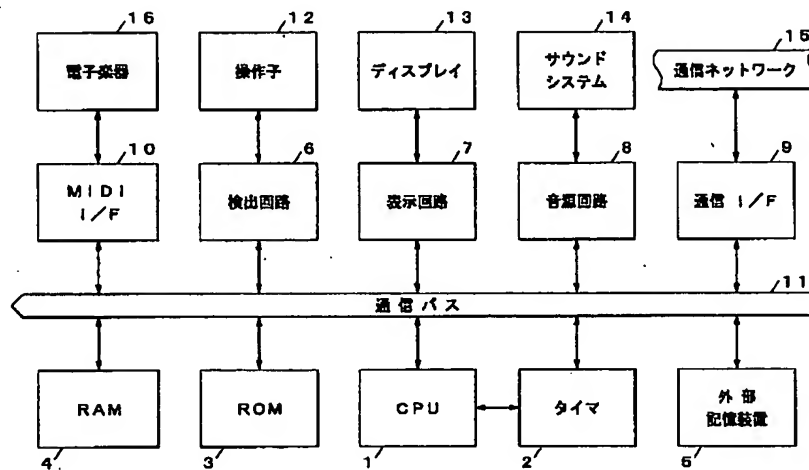 16
12
13
14
15
電子楽器
操作子
ディスプレイ
サウンド
システム
通信ネットワーク
10
6
7
8
9
MIDI
I/F
検出回路
表示回路
音源回路
通信 I/F
11
通信バス
RAM
ROM
CPU
タイマ
外部
記憶装置
4
3
1
2
5